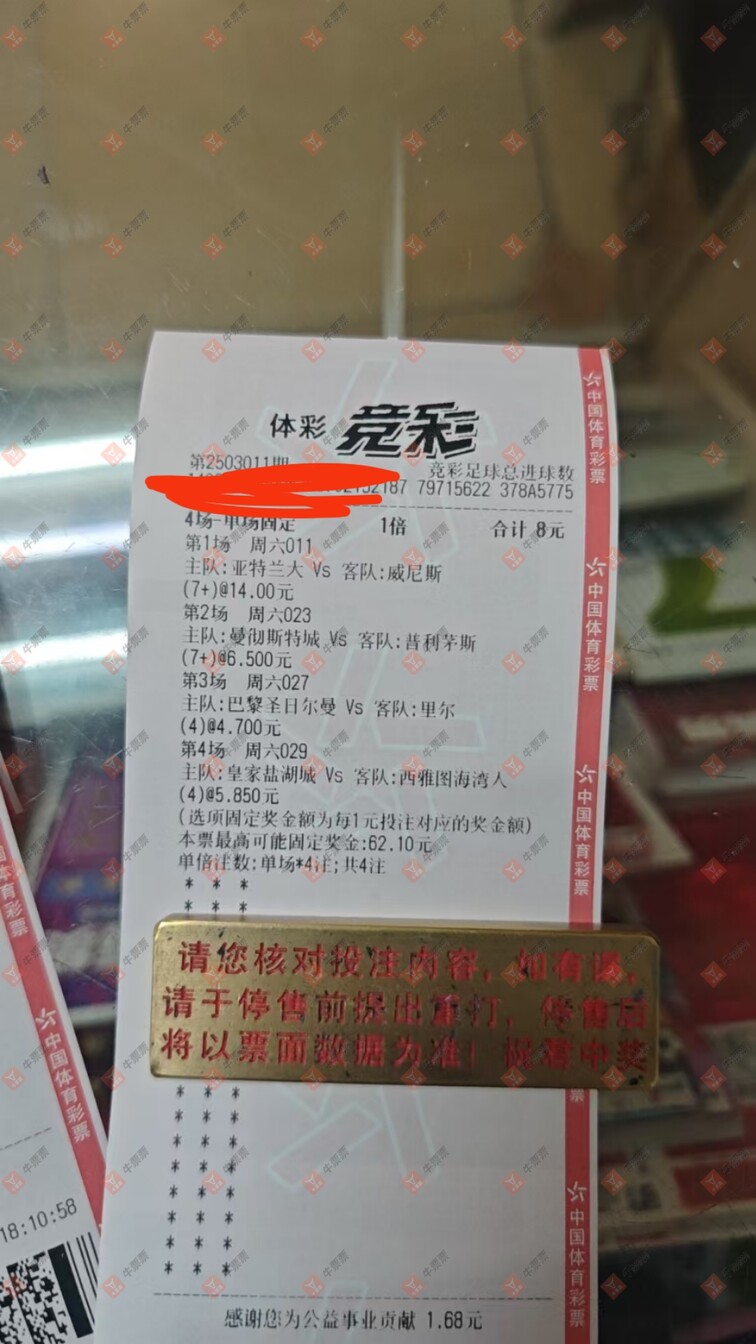 体彩 竞彩
第2503011期
竞彩足球总进球数
79715622 378A5775
4场-单场固定 1倍 合计 8元
第1场 周六011
主队:亚特兰大 Vs 客队:威尼斯
(7+)@14.00元
第2场 周六023
主队:曼彻斯特城 Vs 客队:普利茅斯
(7+)@6.500元
第3场 周六027
主队:巴黎圣日尔曼 Vs 客队:里尔
(4)@4.700元
第4场 周六029
主队:皇家盐湖城 Vs 客队:西雅图海湾人
(4)@5.850元
(选项固定奖金额为每1元投注对应的奖金额)
本票最高可能固定奖金:62.10元
单倍注数:单场*4注;共4注
* * *
* * *
请您核对投注内容，如有误，
请于停售前提出重打，停售后
将以票面数据为准！祝君中奖
* * *
* * *
* * *
* * *
* * *
* * *
* * *
* * *
感谢您为公益事业贡献 1.68元
中国体育彩票
中国体育彩票
中国体育彩票
中国体育彩票
体育彩票
中国体育彩票
18:10:58
牛票票